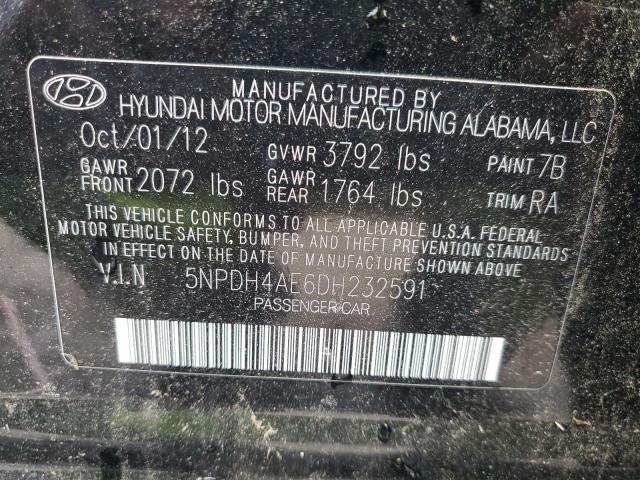 MANUFACTURED BY
HYUNDAI MOTOR MANUFACTURING ALABAMA, LLC
Oct/01/12 GVWR 3792 lbs PAINT 7B
GAWR FRONT 2072 lbs GAWR REAR 1764 lbs TRIM RA
THIS VEHICLE CONFORMS TO ALL APPLICABLE U.S.A. FEDERAL
MOTOR VEHICLE SAFETY, BUMPER, AND THEFT PREVENTION STANDARDS
IN EFFECT ON THE DATE OF MANUFACTURE SHOWN ABOVE.
V.I.N 5NPDH4AE6DH232591
PASSENGER CAR